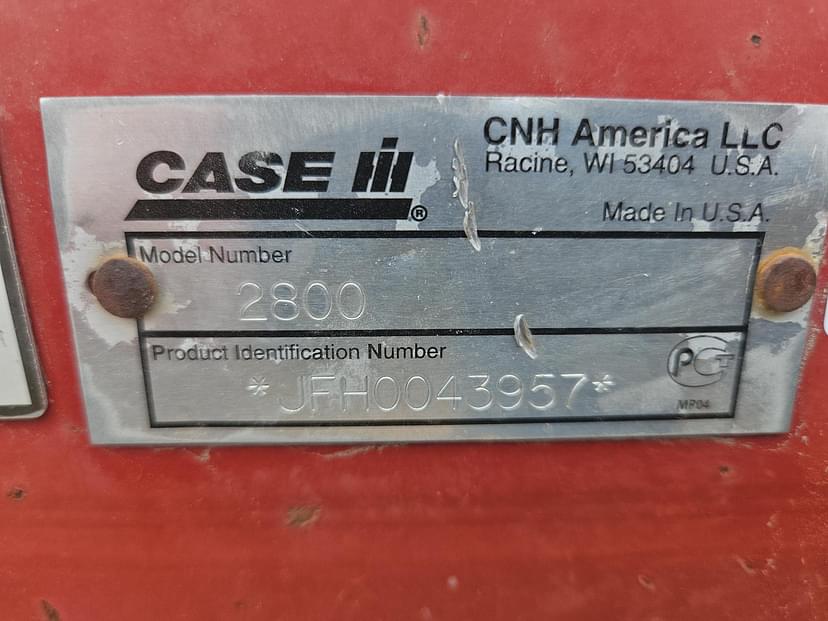 CASE IH
®
CNH America LLC
Racine, WI 53404 U.S.A.
Made In U.S.A.
Model Number
2800
Product Identification Number
*JFH0043957*
PCT
MP04